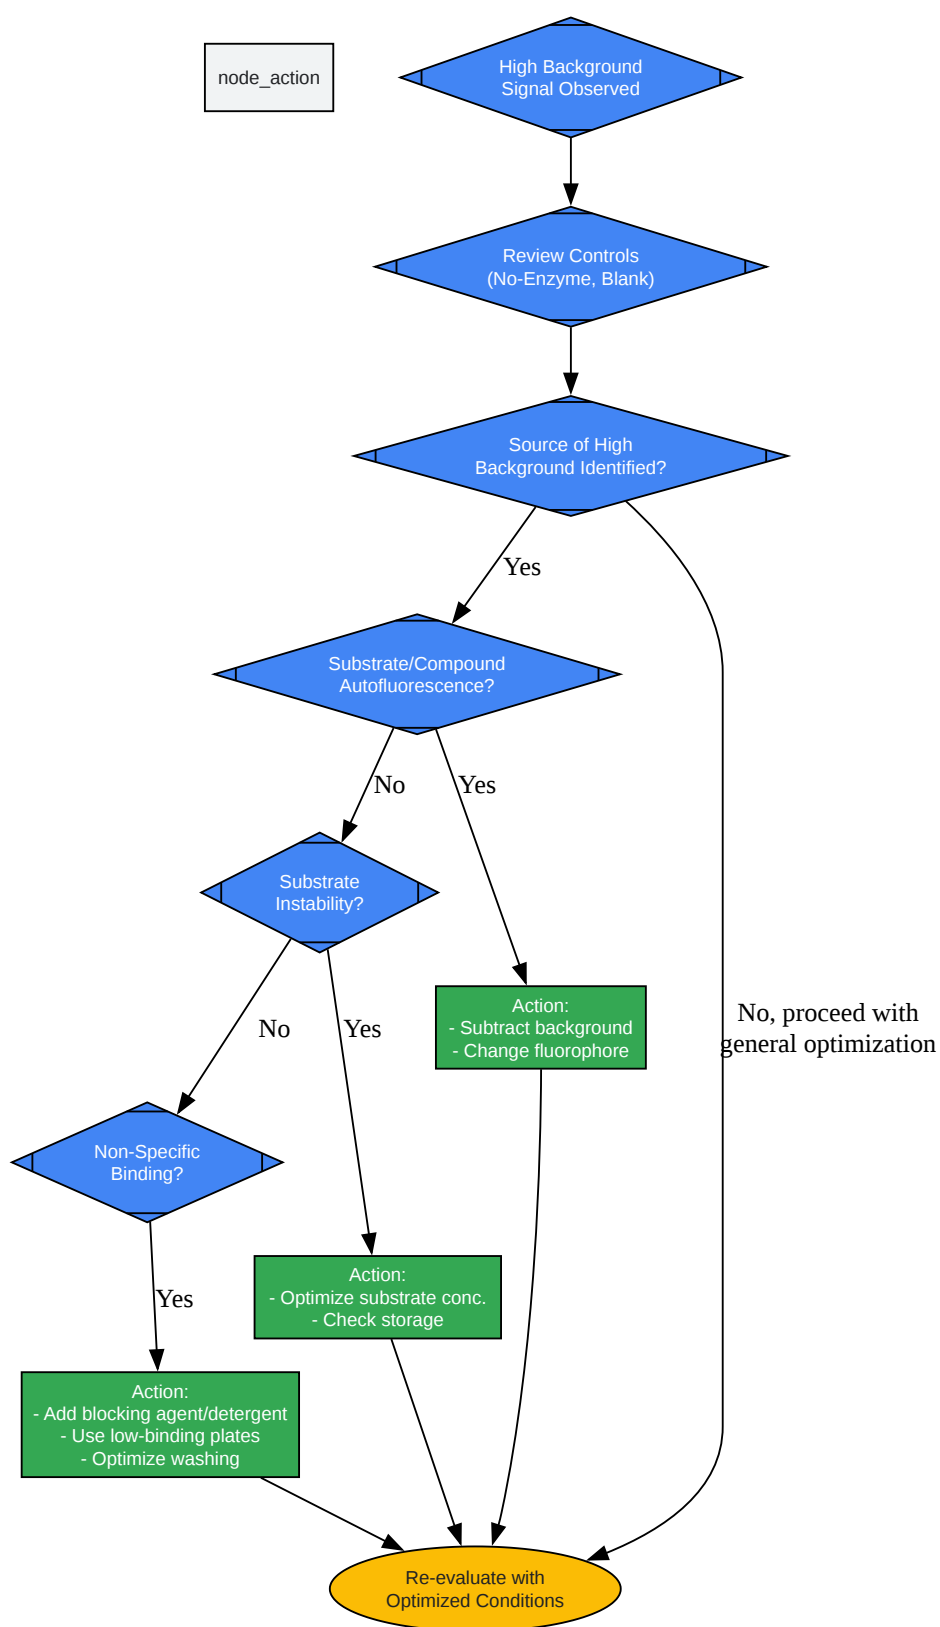 node_action
High Background
Signal Observed
Review Controls
(No-Enzyme, Blank)
Source of High
Background Identified?
Yes
Substrate/Compound
Autofluorescence?
No
Yes
Substrate
Instability?
Action:
- Subtract background
- Change fluorophore
No
Yes
No, proceed with
general optimization
Non-Specific
Binding?
Action:
- Optimize substrate conc.
- Check storage
Yes
Action:
- Add blocking agent/detergent
- Use low-binding plates
- Optimize washing
Re-evaluate with
Optimized Conditions